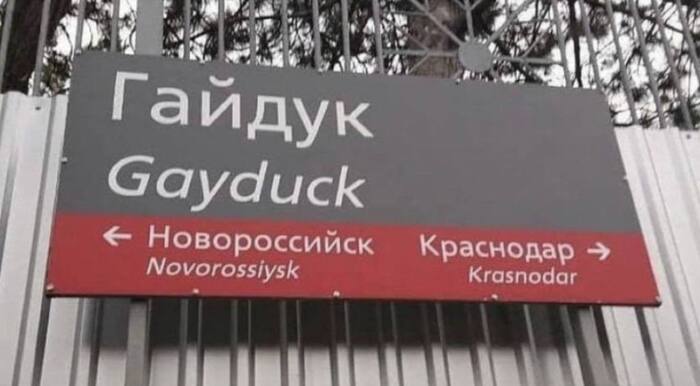 Гайдук
Gayduck
← Новороссийск
Novorossiysk
Краснодар →
Krasnodar